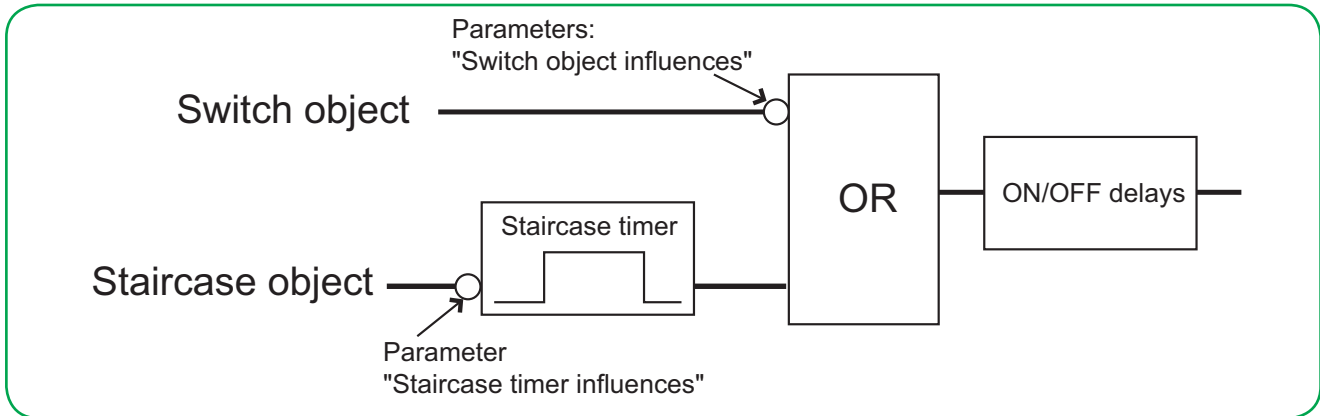 Parameters:
"Switch object influences"
Switch object
OR
ON/OFF delays
Staircase timer
Staircase object
Parameter
"Staircase timer influences"